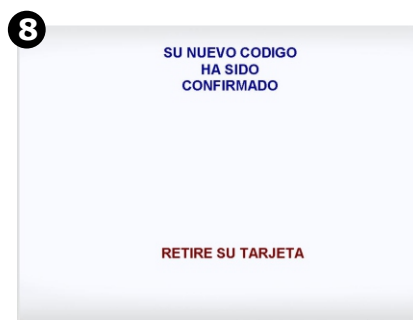 8
SU NUEVO CODIGO
HA SIDO
CONFIRMADO
RETIRE SU TARJETA